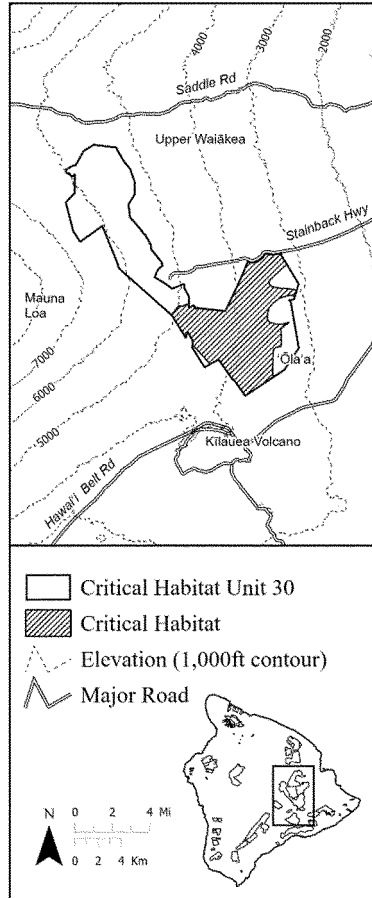 4000
3000
2000
Saddle Rd
Upper Waiākea
Stainback Hwy
Mauna
Loa
ʻŌlaʻa
7000
6000
5000
Kīlauea Volcano
Hawaiʻi Belt Rd
Critical Habitat Unit 30
Critical Habitat
Elevation (1,000ft contour)
Major Road
N
0 2 4 Mi
0 2 4 Km